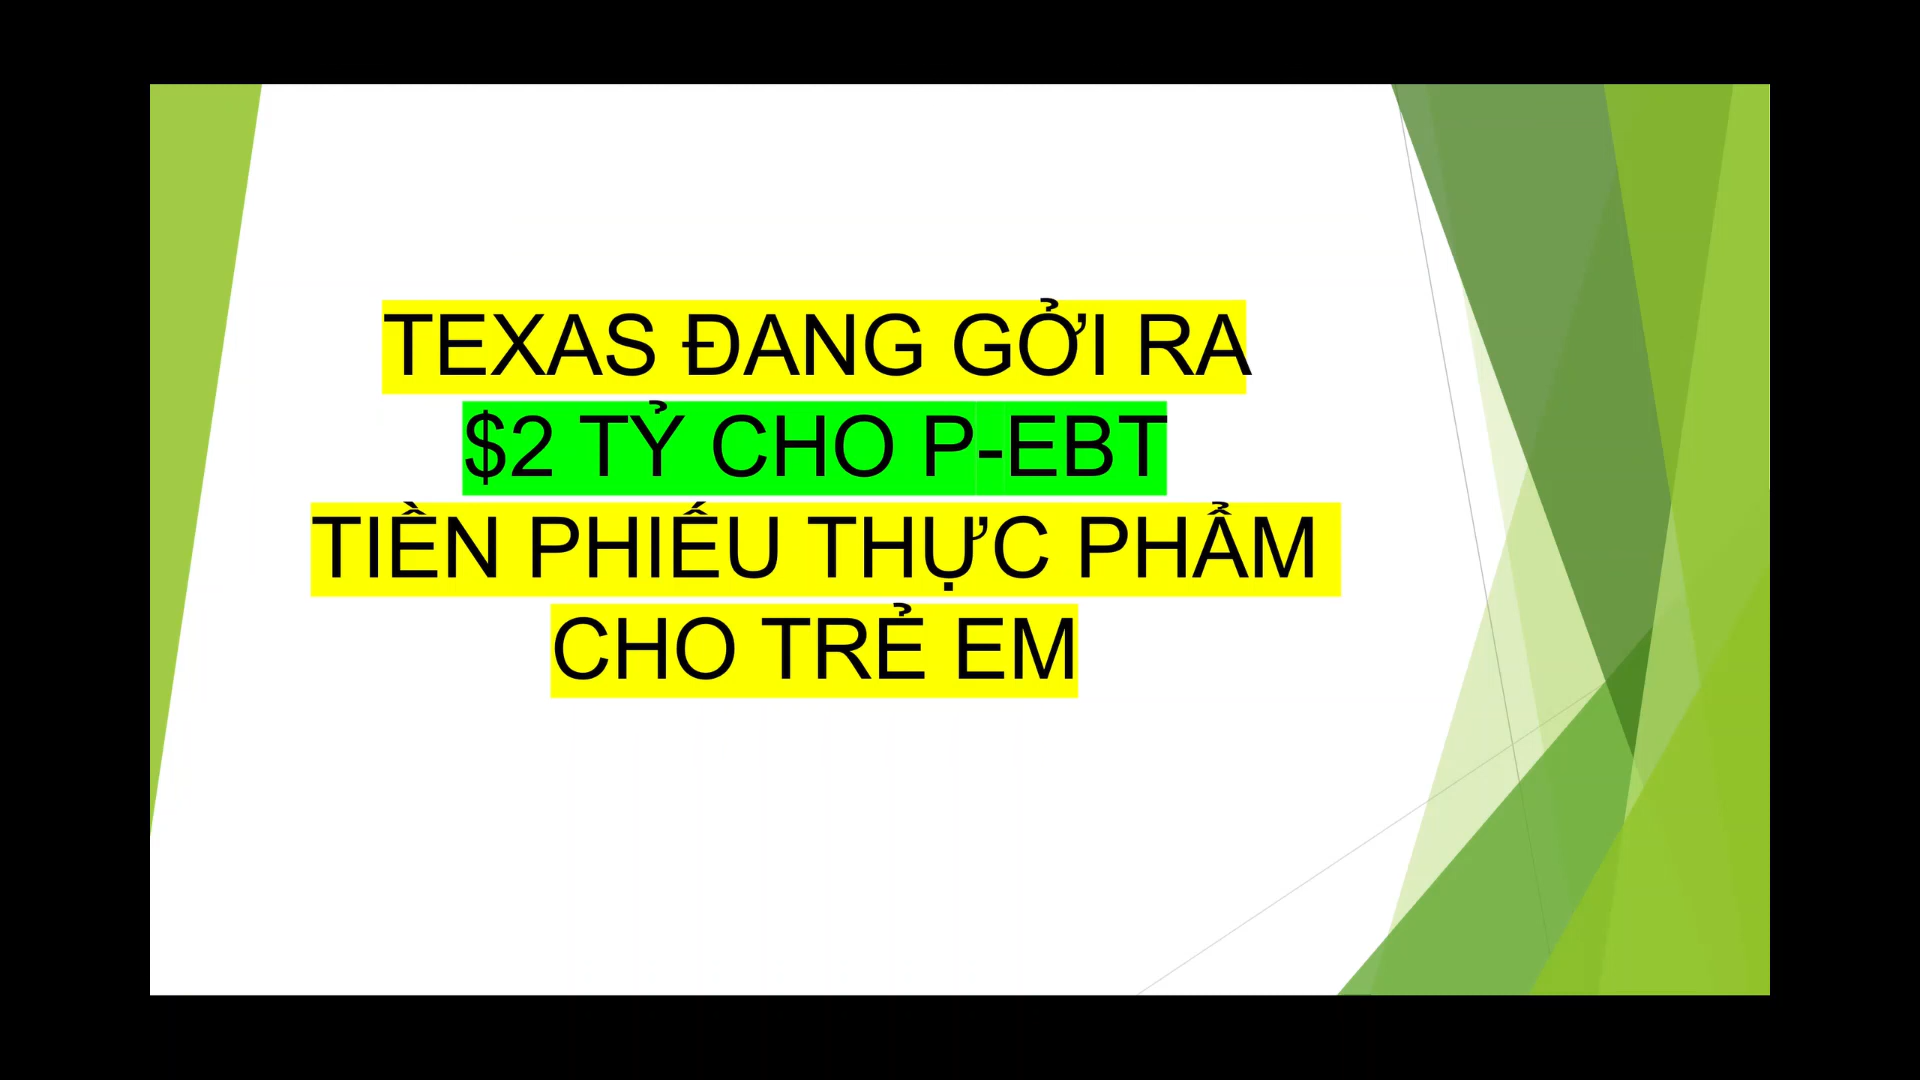 TEXAS ĐANG GỞI RA
$2 TỶ CHO P-EBT
TIỀN PHIẾU THỰC PHẨM
CHO TRẺ EM